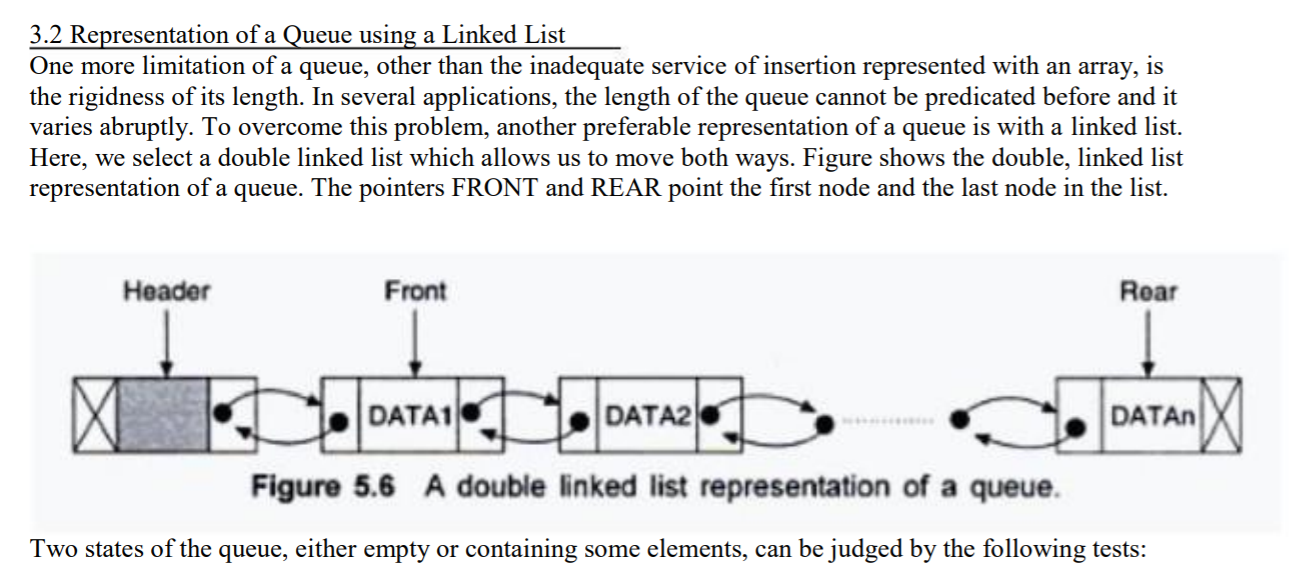 3.2 Representation of a Queue using a Linked List
One more limitation of a queue, other than the inadequate service of insertion represented with an array, is
the rigidness of its length. In several applications, the length of the queue cannot be predicated before and it
varies abruptly. To overcome this problem, another preferable representation of a queue is with a linked list.
Here, we select a double linked list which allows us to move both ways. Figure shows the double, linked list
representation of a queue. The pointers FRONT and REAR point the first node and the last node in the list.
Header Front Rear
DATA1 DATA2 DATAn
Figure 5.6 A double linked list representation of a queue.
Two states of the queue, either empty or containing some elements, can be judged by the following tests: